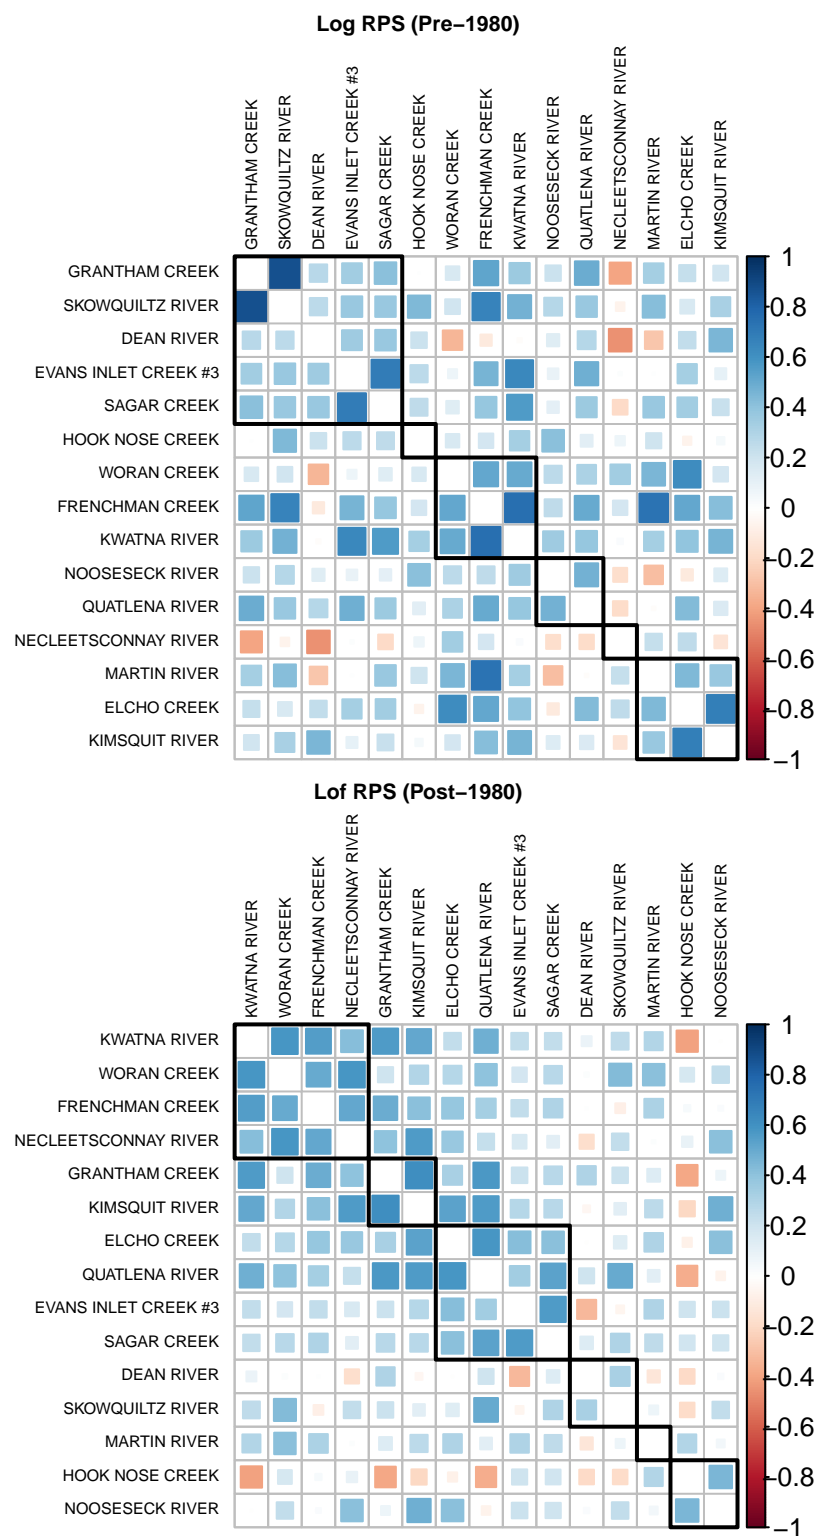 Log RPS (Pre−1980)
GRANTHAM CREEK
SKOWQUILTZ RIVER
DEAN RIVER
EVANS INLET CREEK #3
SAGAR CREEK
HOOK NOSE CREEK
WORAN CREEK
FRENCHMAN CREEK
KWATNA RIVER
NOOSESECK RIVER
QUATLENA RIVER
NECLEETSCONNAY RIVER
MARTIN RIVER
ELCHO CREEK
KIMSQUIT RIVER
GRANTHAM CREEK
SKOWQUILTZ RIVER
DEAN RIVER
EVANS INLET CREEK #3
SAGAR CREEK
HOOK NOSE CREEK
WORAN CREEK
FRENCHMAN CREEK
KWATNA RIVER
NOOSESECK RIVER
QUATLENA RIVER
NECLEETSCONNAY RIVER
MARTIN RIVER
ELCHO CREEK
KIMSQUIT RIVER
1
0.8
0.6
0.4
0.2
0
−0.2
−0.4
−0.6
−0.8
−1
Lof RPS (Post−1980)
KWATNA RIVER
WORAN CREEK
FRENCHMAN CREEK
NECLEETSCONNAY RIVER
GRANTHAM CREEK
KIMSQUIT RIVER
ELCHO CREEK
QUATLENA RIVER
EVANS INLET CREEK #3
SAGAR CREEK
DEAN RIVER
SKOWQUILTZ RIVER
MARTIN RIVER
HOOK NOSE CREEK
NOOSESECK RIVER
KWATNA RIVER
WORAN CREEK
FRENCHMAN CREEK
NECLEETSCONNAY RIVER
GRANTHAM CREEK
KIMSQUIT RIVER
ELCHO CREEK
QUATLENA RIVER
EVANS INLET CREEK #3
SAGAR CREEK
DEAN RIVER
SKOWQUILTZ RIVER
MARTIN RIVER
HOOK NOSE CREEK
NOOSESECK RIVER
1
0.8
0.6
0.4
0.2
0
−0.2
−0.4
−0.6
−0.8
−1